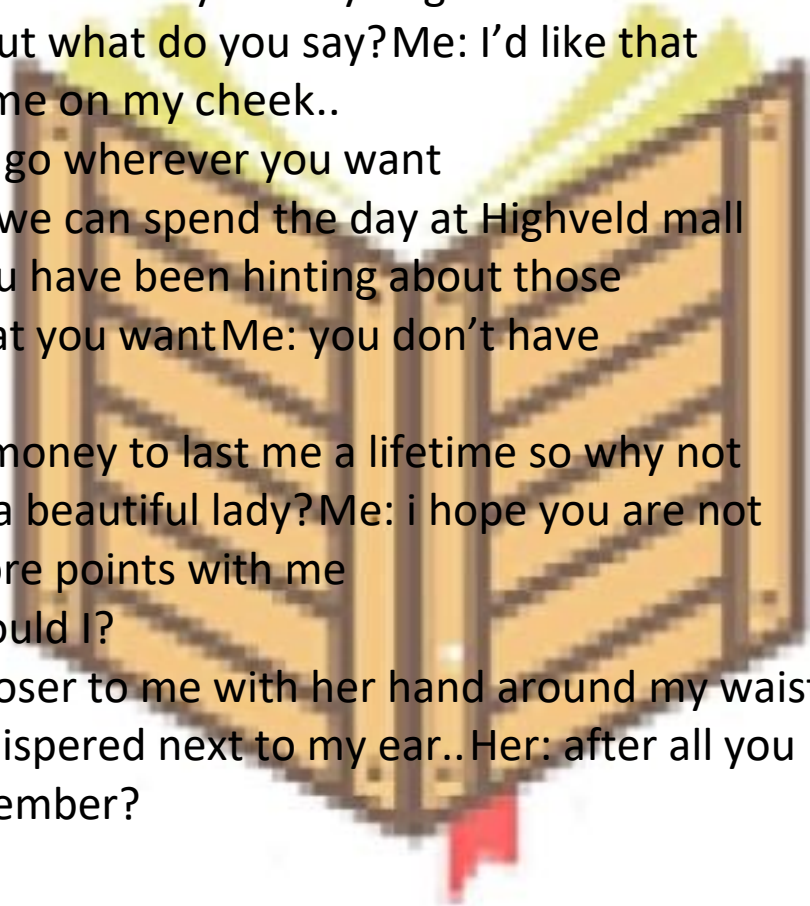 ut what do you say?Me: I’d like that
me on my cheek..
go wherever you want
we can spend the day at Highveld mall
u have been hinting about those
at you wantMe: you don’t have
money to last me a lifetime so why not
a beautiful lady?Me: i hope you are not
ore points with me
ould I?
oser to me with her hand around my waist
ispered next to my ear..Her: after all you
ember?